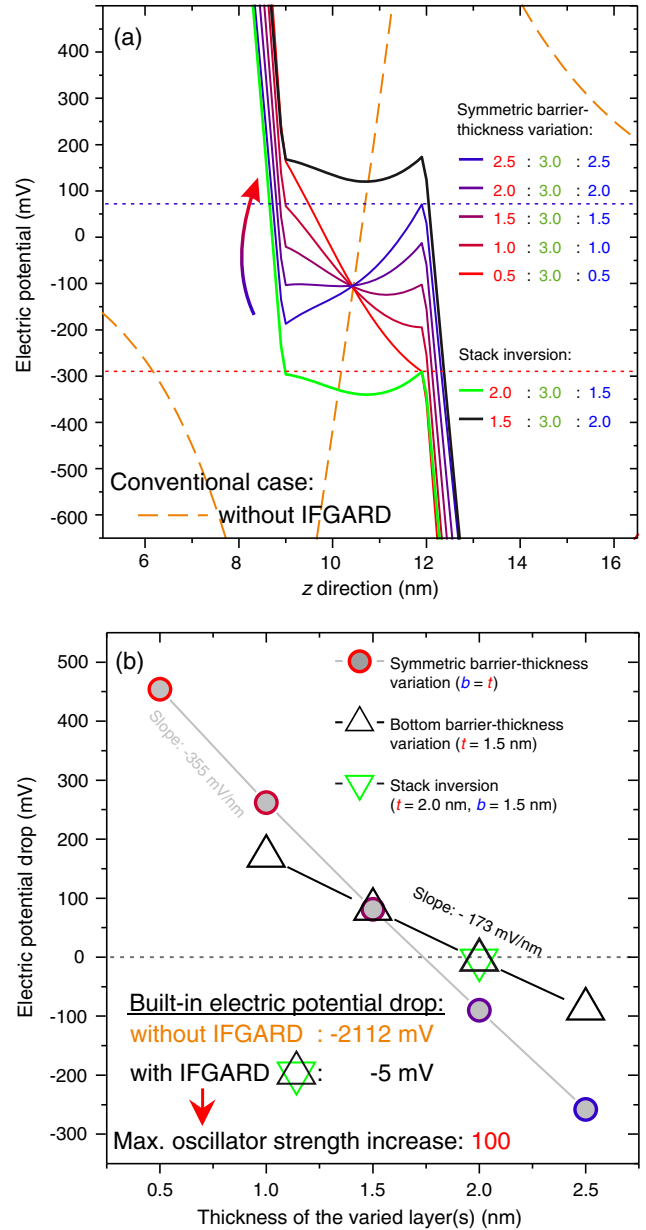 (a)
500
400
300
200
100
0
-100
-200
-300
-400
-500
-600
Electric potential (mV)
Symmetric barrier-
thickness variation:
2.5 : 3.0 : 2.5
2.0 : 3.0 : 2.0
1.5 : 3.0 : 1.5
1.0 : 3.0 : 1.0
0.5 : 3.0 : 0.5
Stack inversion:
2.0 : 3.0 : 1.5
1.5 : 3.0 : 2.0
Conventional case:
without IFGARD
6 8 10 12 14 16
z direction (nm)
(b)
500
400
300
200
100
0
-100
-200
-300
Electric potential drop (mV)
Symmetric barrier-thickness
variation (b = t)
Bottom barrier-thickness
variation (t = 1.5 nm)
Stack inversion
(t = 2.0 nm, b = 1.5 nm)
Slope: -355 mV/nm
Slope: - 173 mV/nm
Built-in electric potential drop:
without IFGARD : -2112 mV
with IFGARD : -5 mV
Max. oscillator strength increase: 100
0.5 1.0 1.5 2.0 2.5
Thickness of the varied layer(s) (nm)